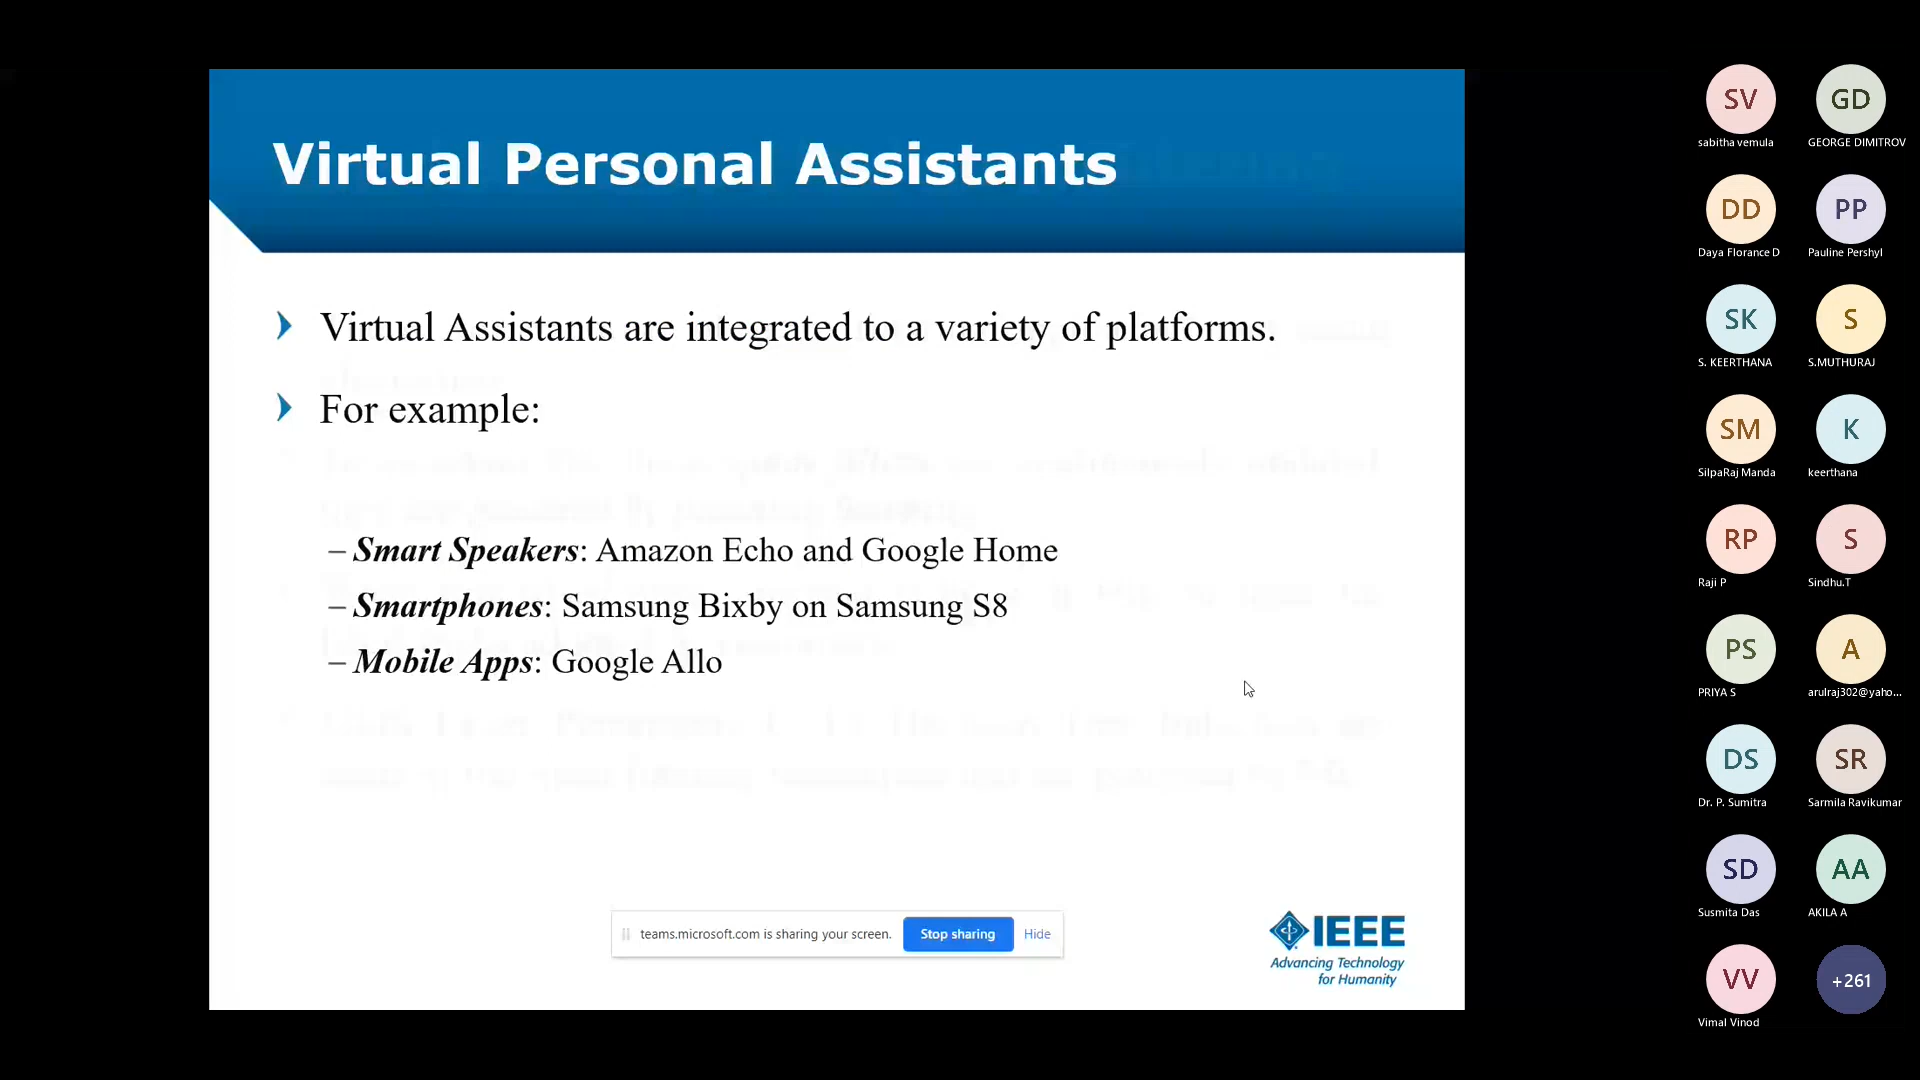 Virtual Personal Assistants
Virtual Assistants are integrated to a variety of platforms.
For example:
– Smart Speakers: Amazon Echo and Google Home
– Smartphones: Samsung Bixby on Samsung S8
– Mobile Apps: Google Allo
teams.microsoft.com is sharing your screen. Stop sharing Hide
IEEE
Advancing Technology
for Humanity
SV GD
sabitha vemula GEORGE DIMITROV
DD PP
Daya Florance D Pauline Pershyl
SK S
S. KEERTHANA S.MUTHURAJ
SM K
SilpaRaj Manda keerthana
RP S
Raji P Sindhu.T
PS A
PRIYA S arulraj302@yaho...
DS SR
Dr. P. Sumitra Sarmila Ravikumar
SD AA
Susmita Das AKILA A
VV +261
Vimal Vinod